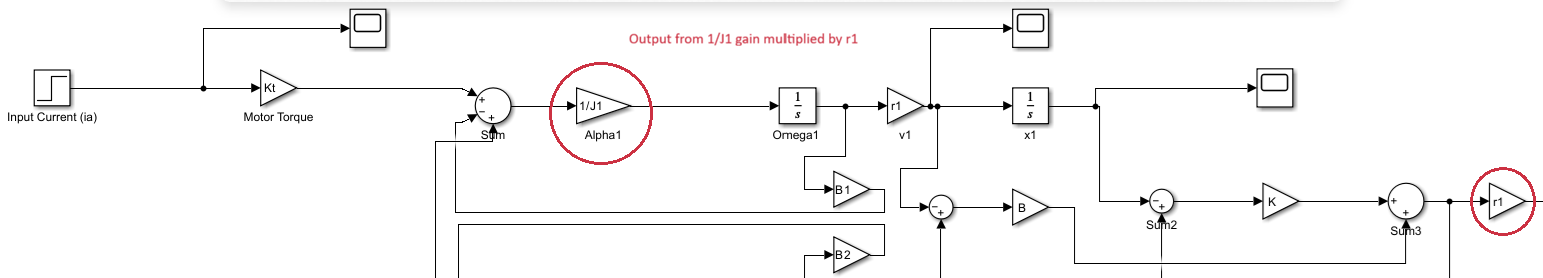 Output from 1/J1 gain multiplied by r1
Kt
+
−
+
1/J1
1
s
r1
1
s
Input Current (ia)
Motor Torque
Sum
Alpha1
Omega1
v1
x1
B1
−
+
B
−
+
K
+
+
r1
Sum2
Sum3
B2